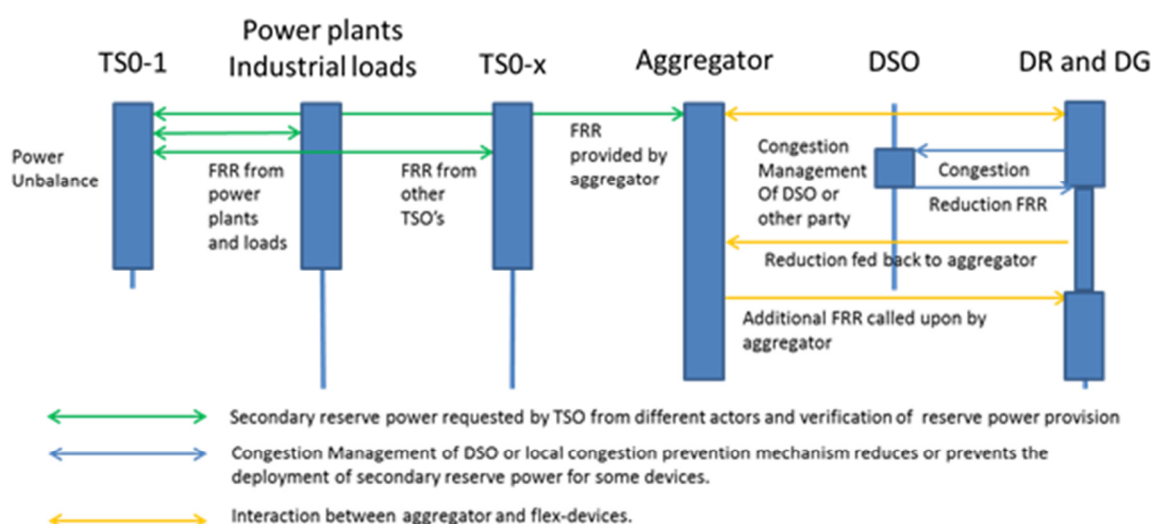 Power plants
Industrial loads
TS0-1
TS0-x
Aggregator
DSO
DR and DG
Power
Unbalance
FRR from
power
plants
and loads
FRR from
other
TSO's
FRR
provided by
aggregator
Congestion
Management
Of DSO or
other party
Congestion
Reduction FRR
Reduction fed back to aggregator
Additional FRR called upon by
aggregator
Secondary reserve power requested by TSO from different actors and verification of reserve power provision
Congestion Management of DSO or local congestion prevention mechanism reduces or prevents the
deployment of secondary reserve power for some devices.
Interaction between aggregator and flex-devices.